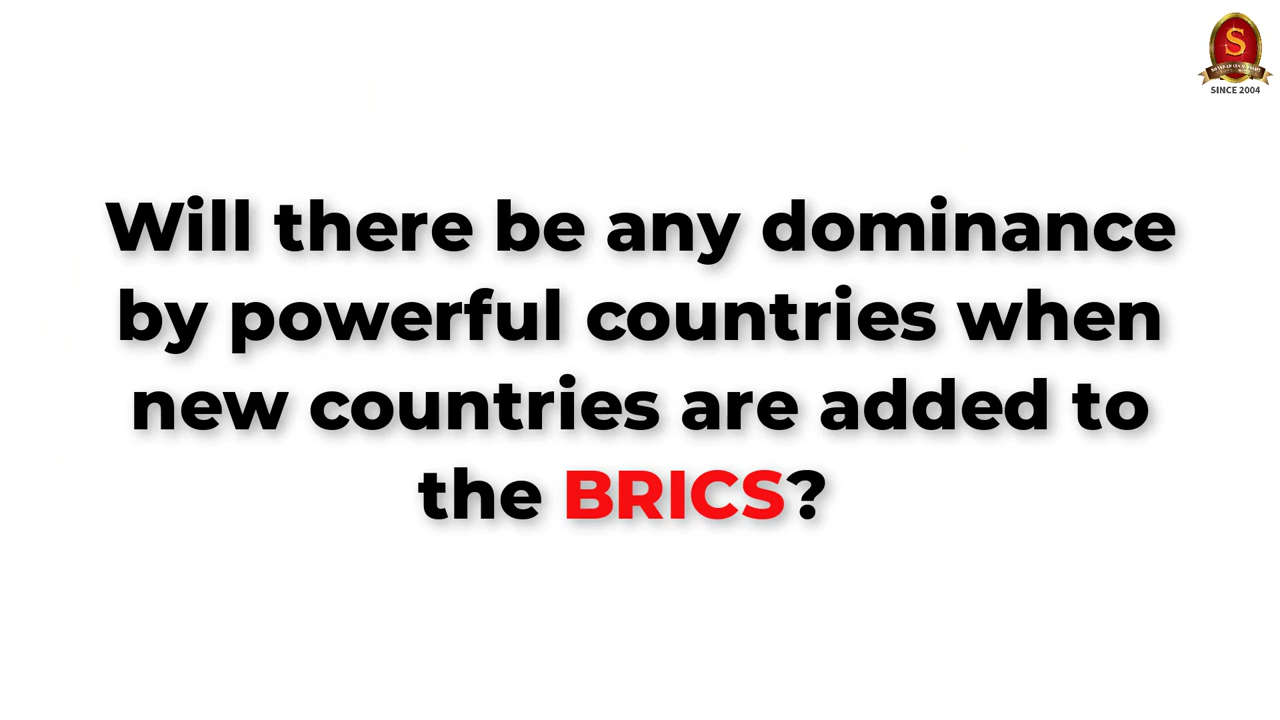 S
SINCE 2004
Will there be any dominance
by powerful countries when
new countries are added to
the BRICS?